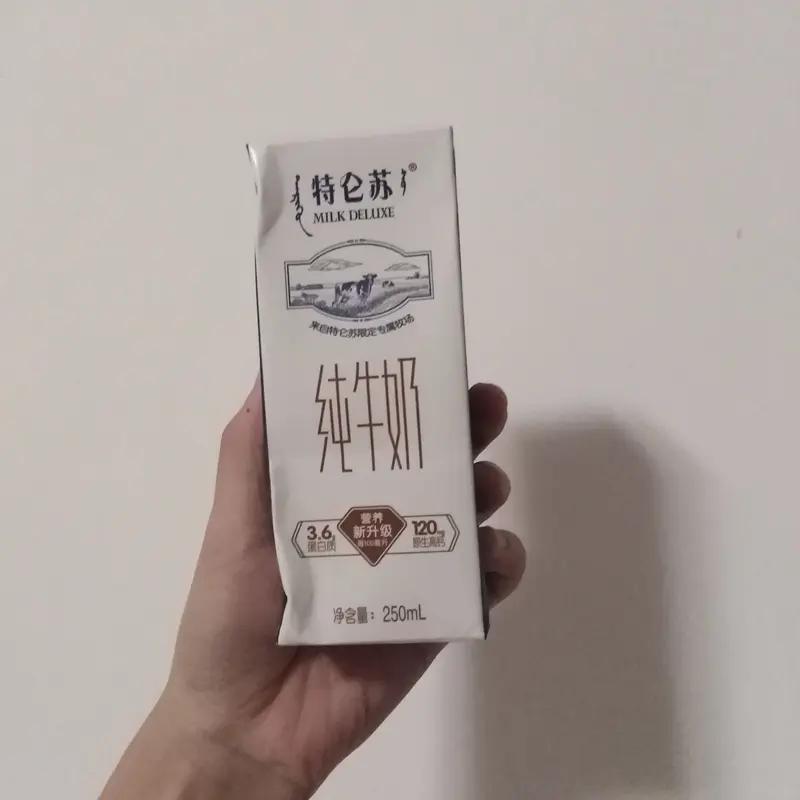 特仑苏®
MILK DELUXE
来自特仑苏限定专属牧场
纯牛奶
营养
新升级
每100毫升
3.6g
蛋白质
120mg
原生高钙
净含量：250mL